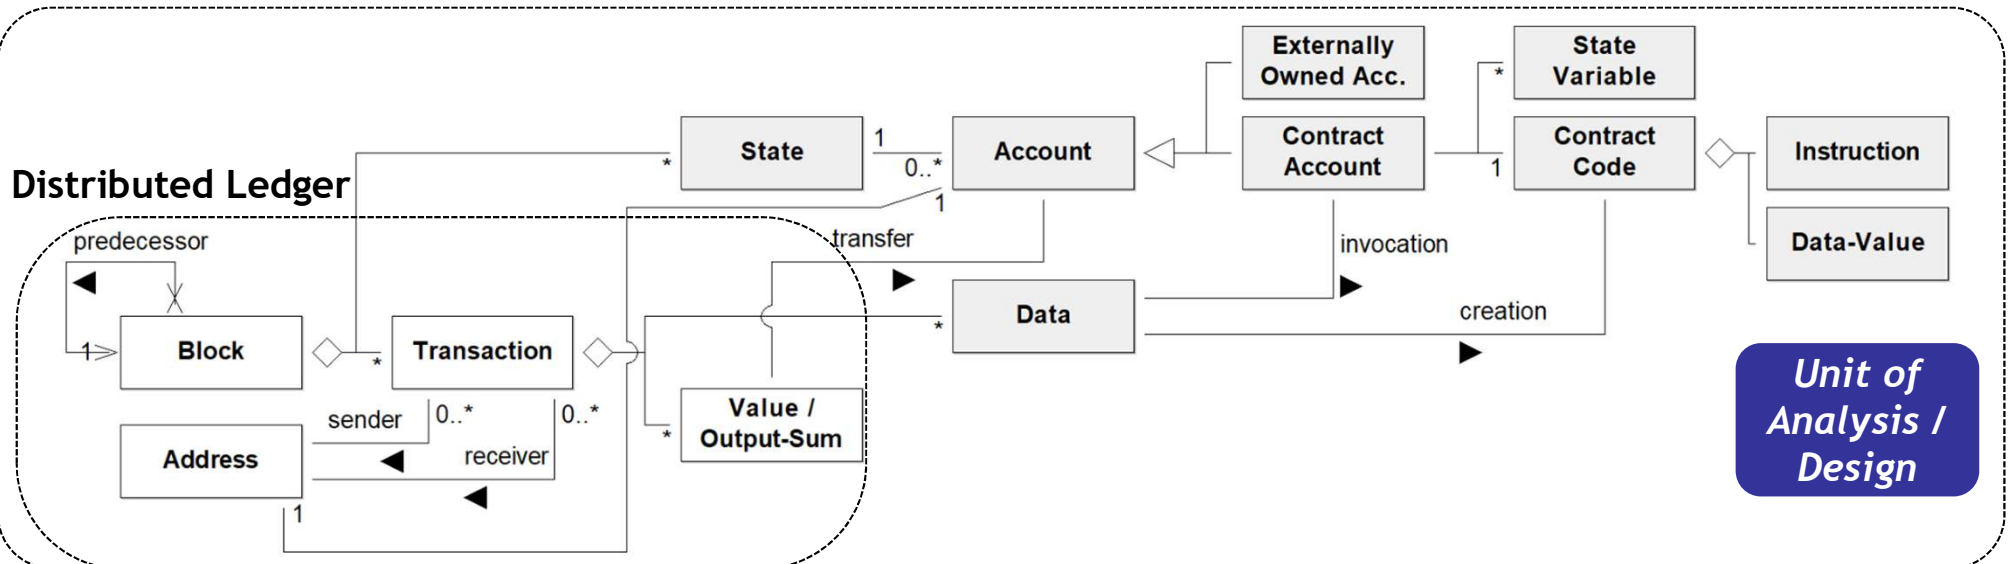 Externally
Owned Acc.
State
Variable
*
State
1
0..*
*
Account
1
Contract
Account
1
Contract
Code
Instruction
Distributed Ledger
predecessor
transfer
invocation
Data-Value
creation
Data
*
1
Block
*
Transaction
Value /
Output-Sum
*
sender
0..*
0..*
receiver
Address
1
Unit of
Analysis /
Design